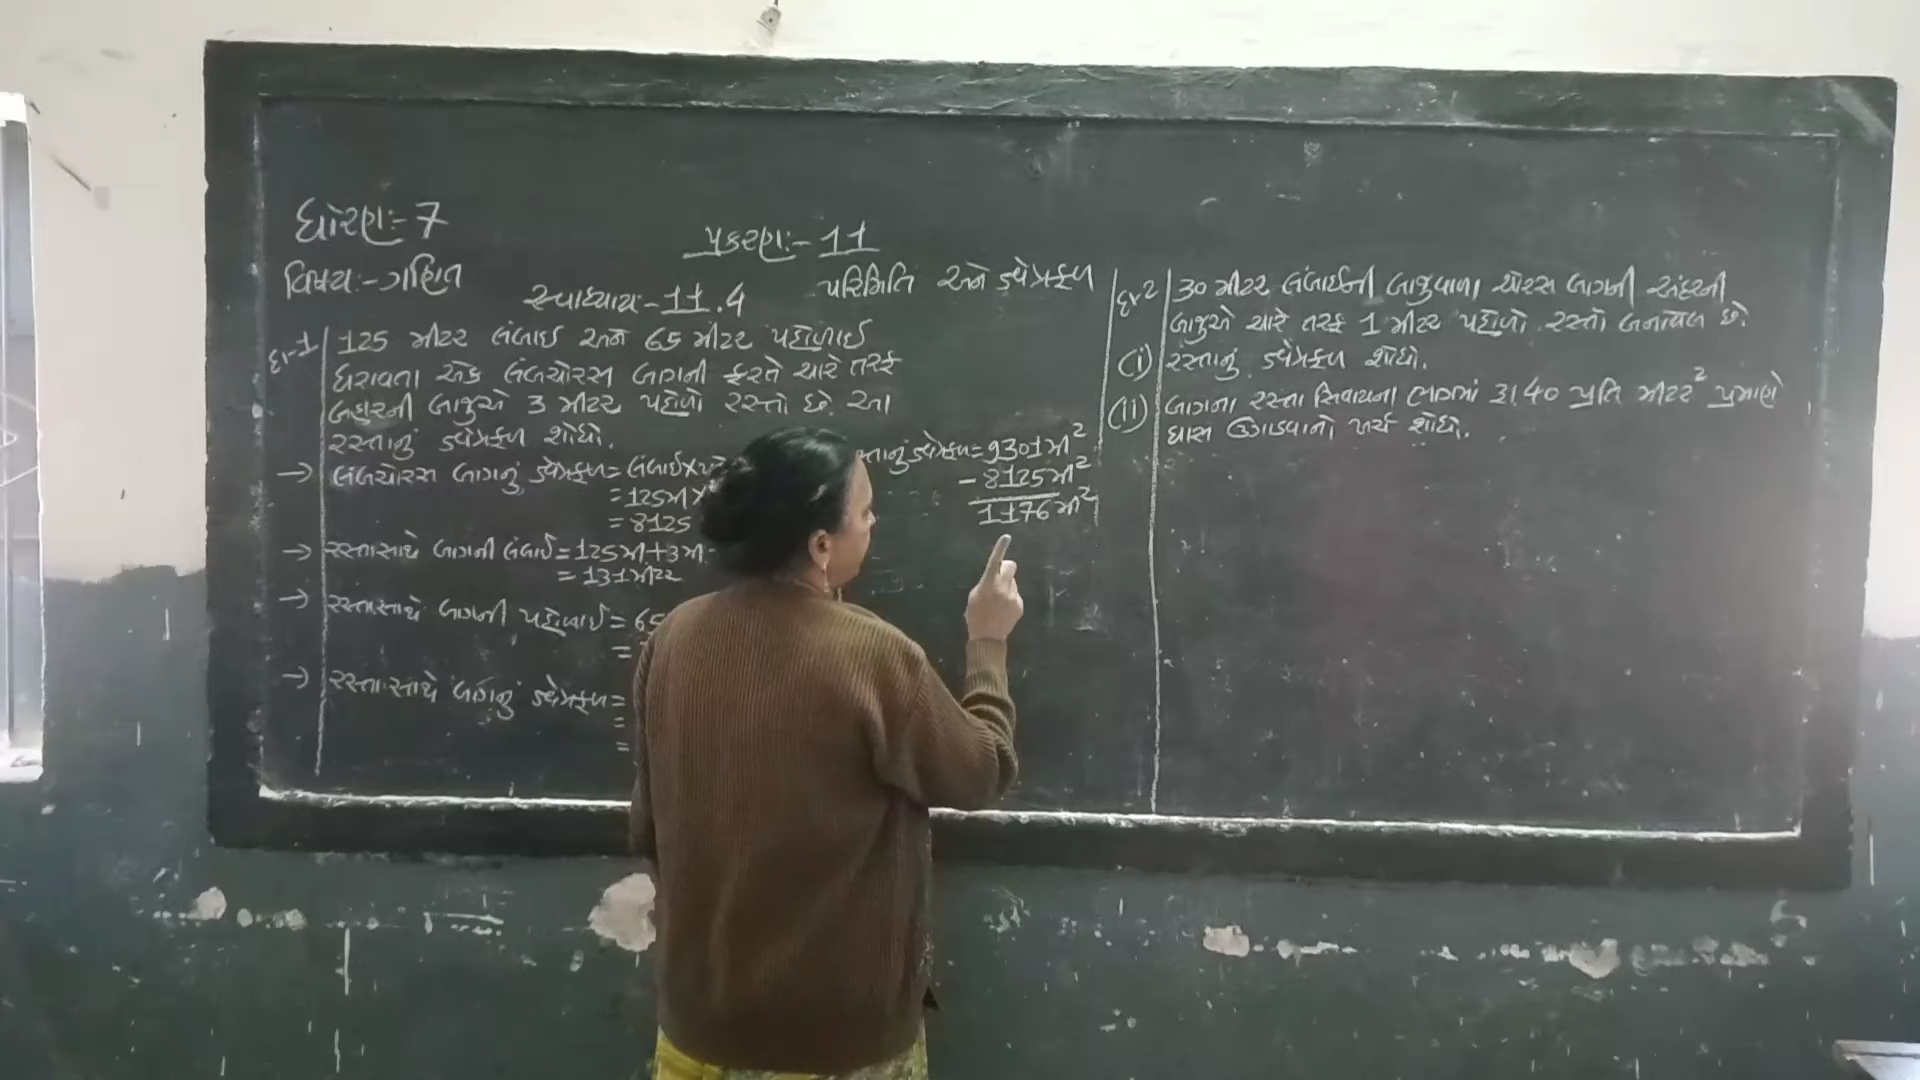 ધોરણ:- 7
વિષય:- ગણિત
પ્રકરણ:- 11
પરિમિતિ અને ક્ષેત્રફળ
સ્વાધ્યાય:- 11.4
દા-1 125 મીટર લંબાઈ અને 65 મીટર પહોળાઈ
ધરાવતા એક લંબચોરસ બાગની ફરતે ચારે તરફ
બહારની બાજુએ 3 મીટર પહોળો રસ્તો છે. આ
રસ્તાનું ક્ષેત્રફળ શોધો.
→ લંબચોરસ બાગનું ક્ષેત્રફળ = લંબાઈ ×
= 125મી ×
= 8125
→ રસ્તા સાથે બાગની લંબાઈ = 125મી + 3મી
= 131મીટર
→ રસ્તા સાથે બાગની પહોળાઈ = 65
=
→ રસ્તા સાથે બાગનું ક્ષેત્રફળ =
=
=
ક્ષેત્રફળ = 9301મી²
- 8125મી²
1176મી²
દા-2 30 મીટર લંબાઈની બાજુવાળા ચોરસ બાગની અંદરની
બાજુએ ચારે તરફ 1 મીટર પહોળો રસ્તો બનાવેલ છે.
(i) રસ્તાનું ક્ષેત્રફળ શોધો.
(ii) બાગના રસ્તા સિવાયના ભાગમાં રૂ। 40 પ્રતિ મીટર² પ્રમાણે
ઘાસ ઉગાડવાનો ખર્ચ શોધો.